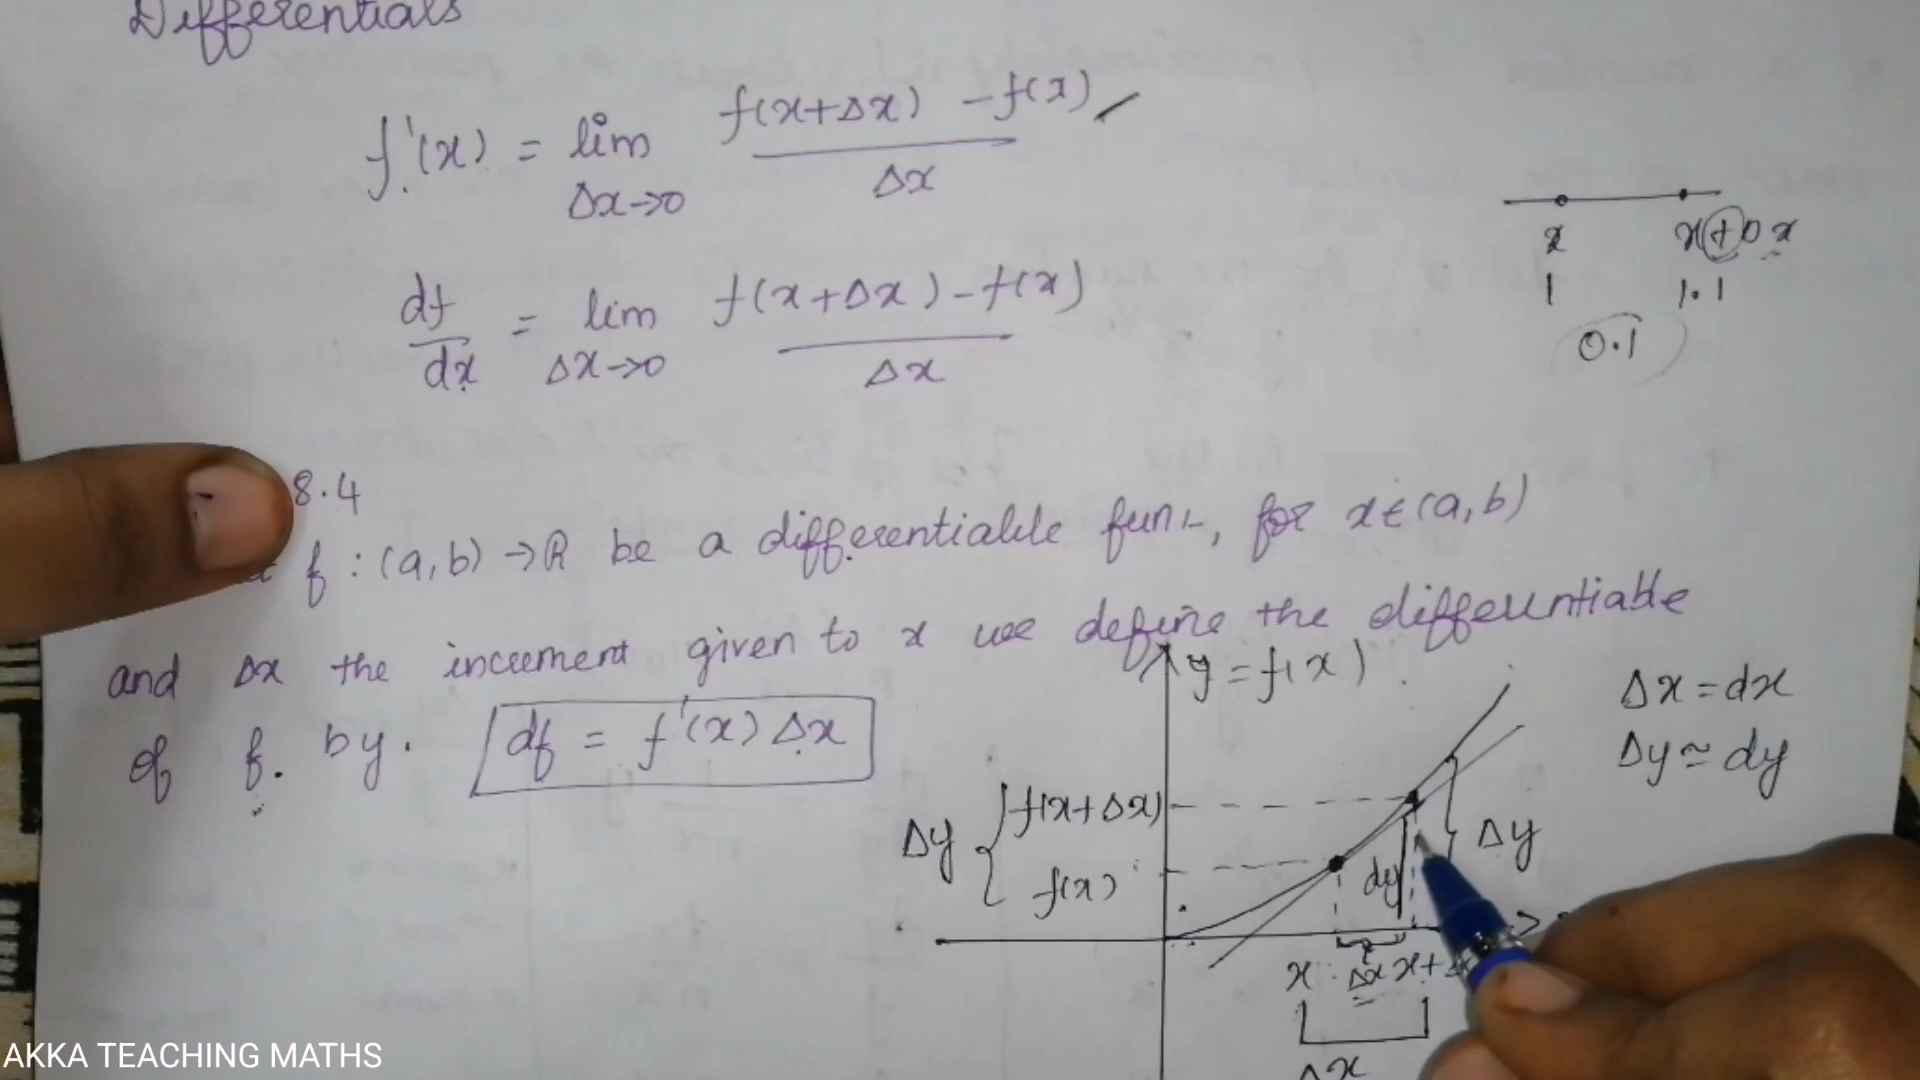 Differentials
f'(x) = lim Δx→0 f(x+Δx) - f(x) / Δx
df/dx = lim Δx→0 f(x+Δx) - f(x) / Δx
x x+Δx
1 1.1
0.1
8.4
f : (a,b) → R be a differentiable fun, for x ∈ (a,b)
and Δx the increment given to x we define the differentiable
of f. by. df = f'(x) Δx
y = f(x)
Δx = dx
Δy ≃ dy
Δy { f(x+Δx)
f(x)
dy
Δy
x Δx x+
Δx
AKKA TEACHING MATHS